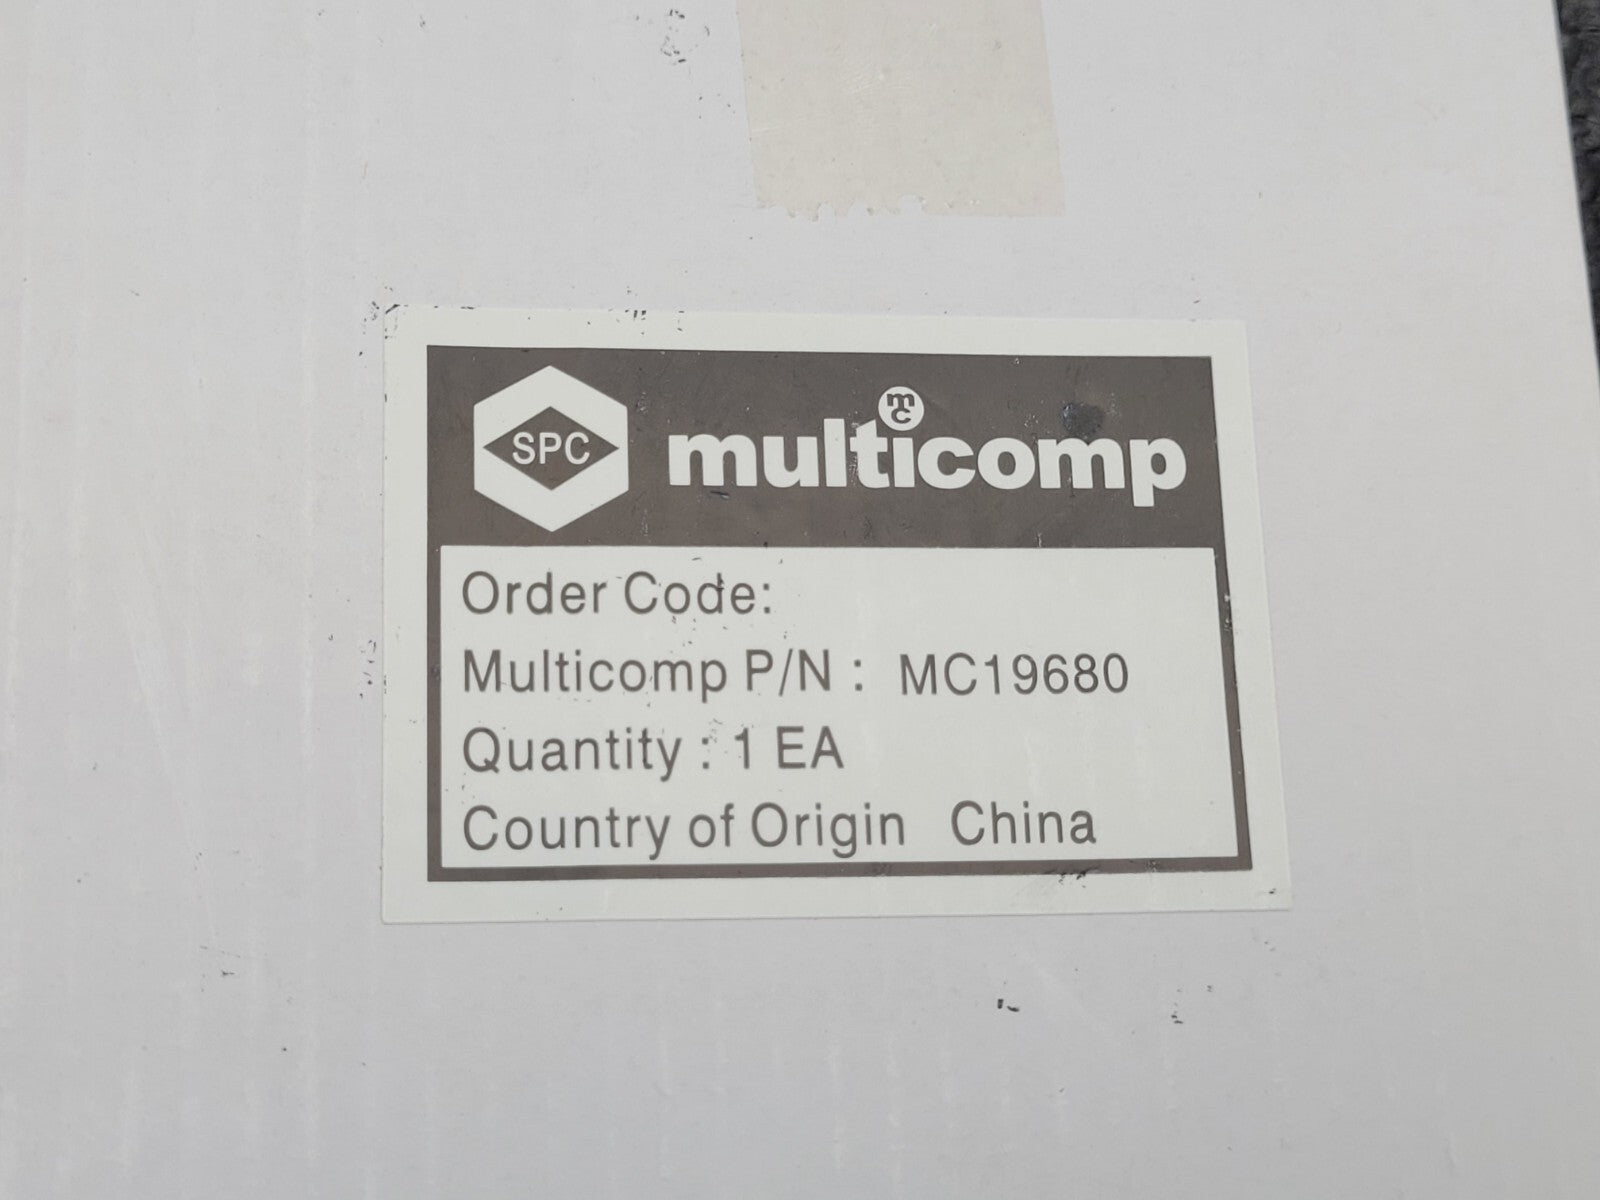 SPC
mc
multicomp
Order Code:
Multicomp P/N : MC19680
Quantity : 1 EA
Country of Origin China